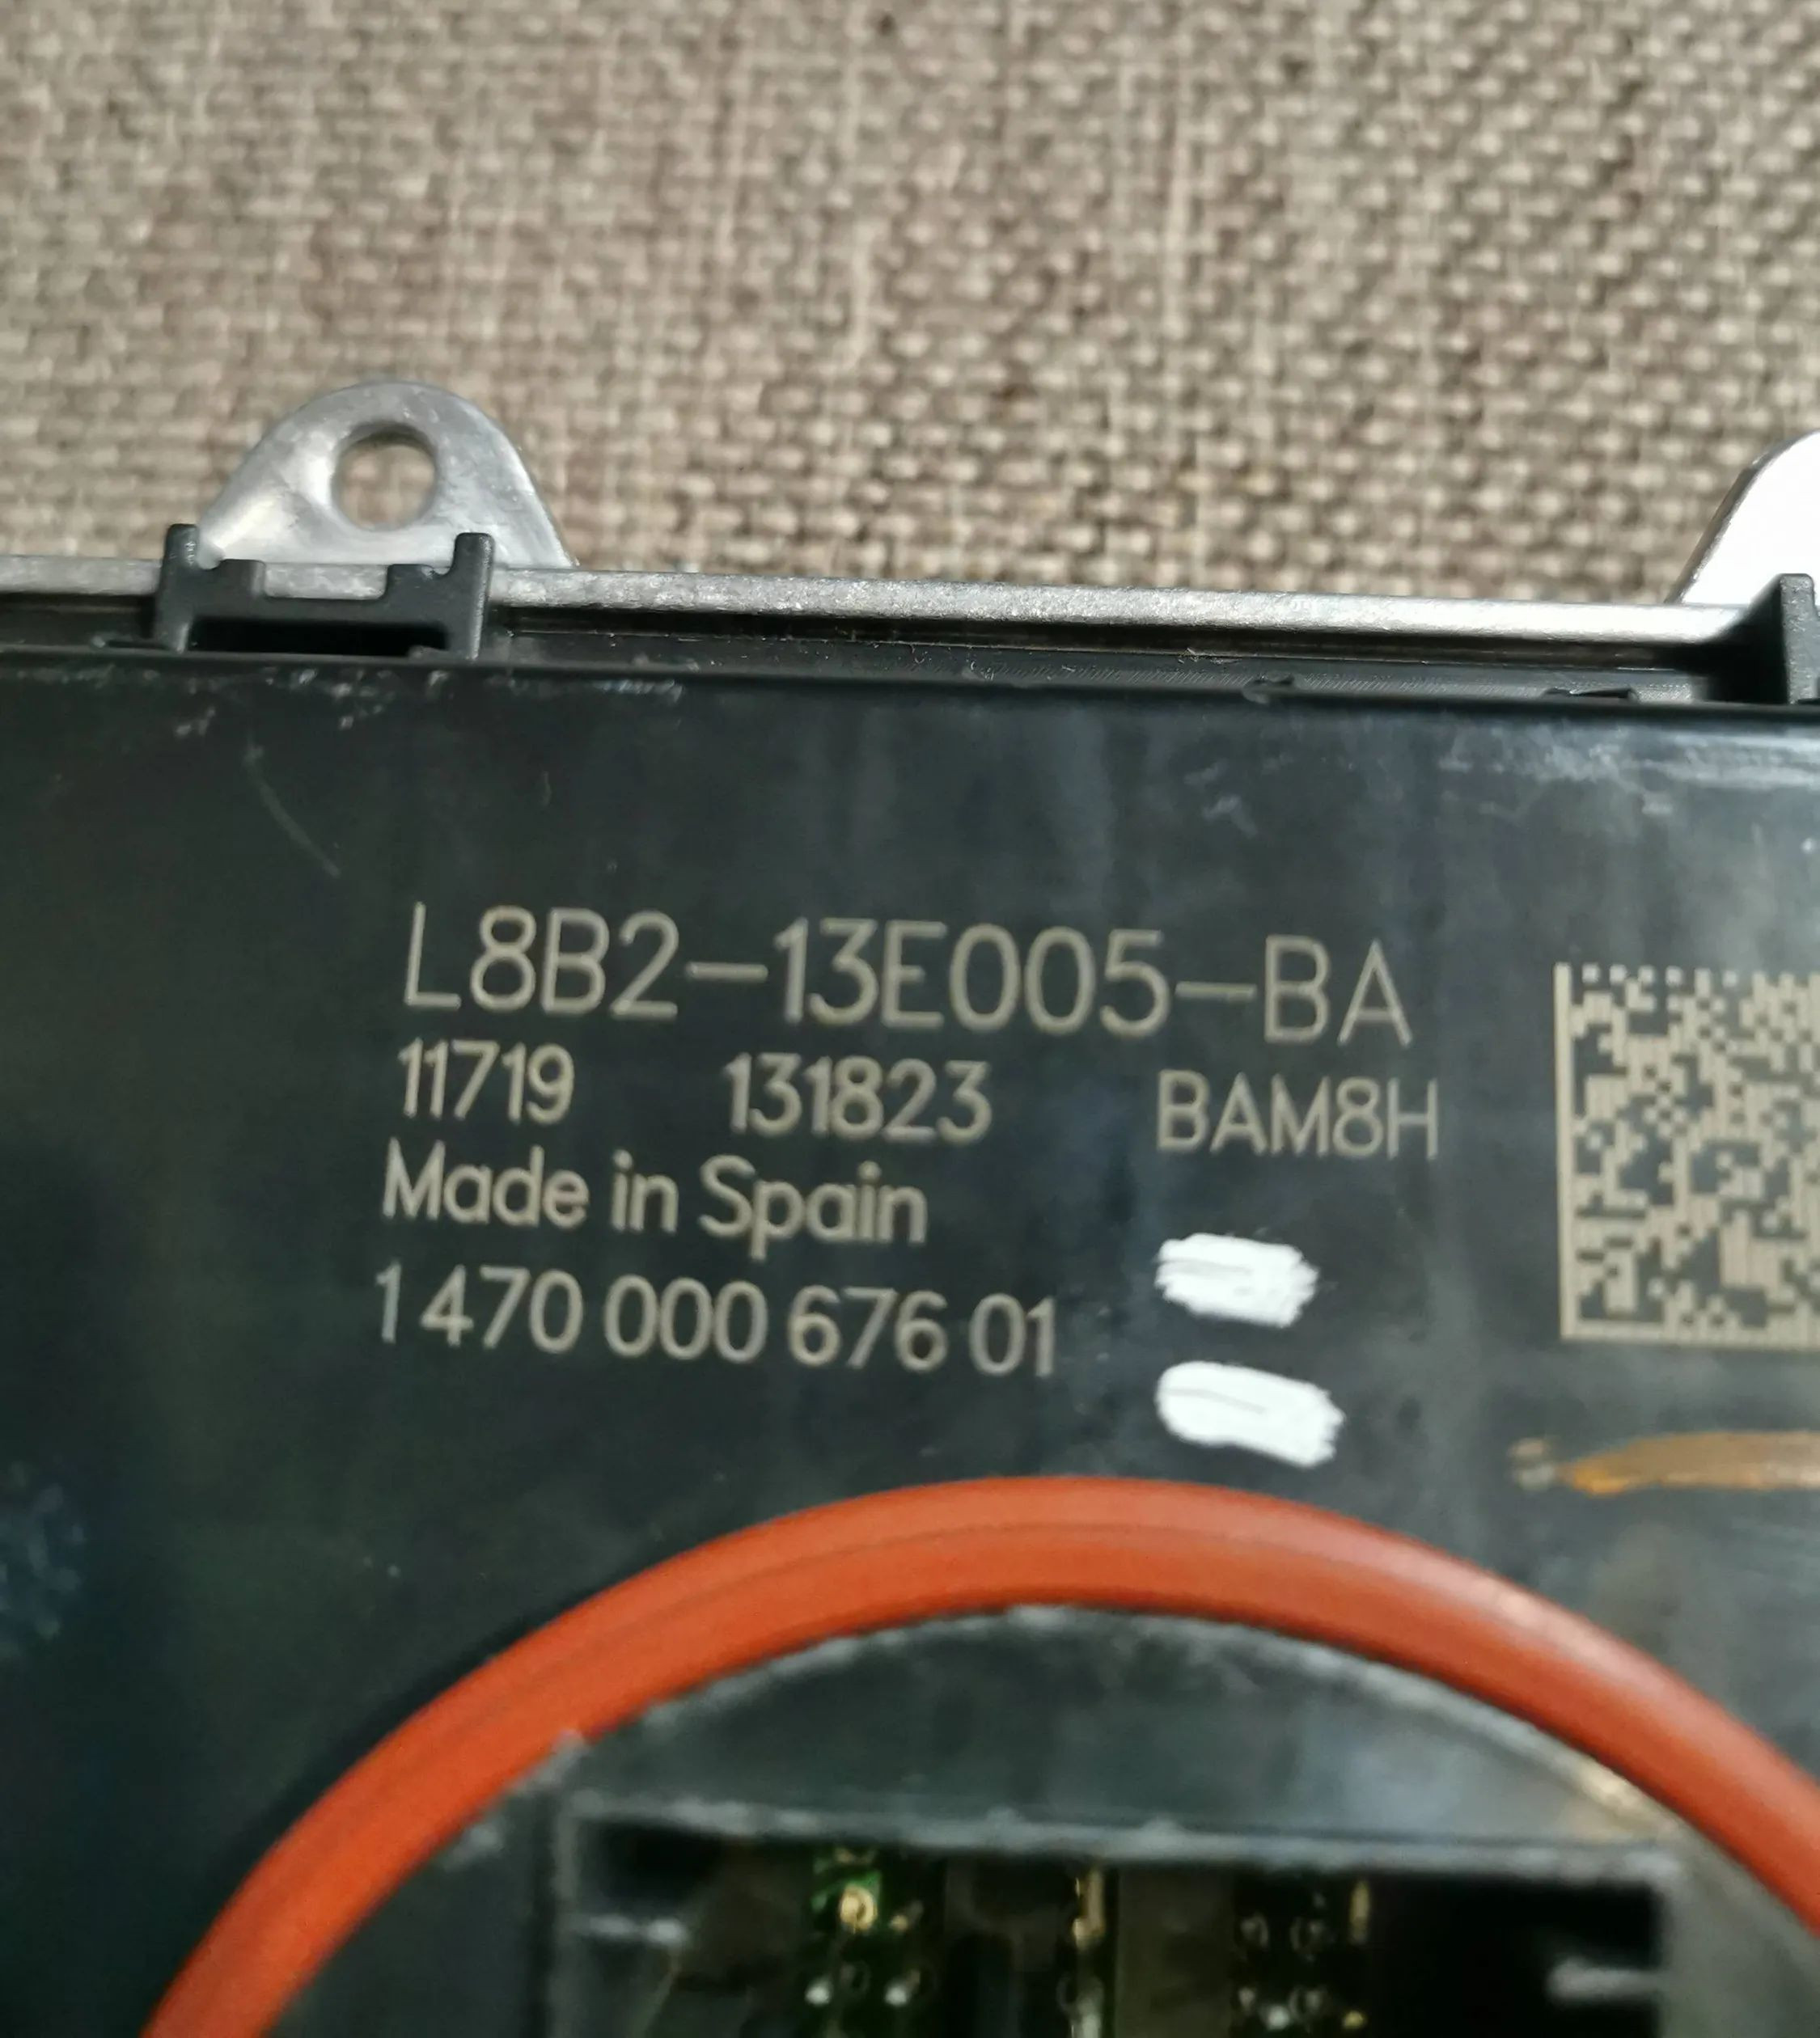 L8B2-13E005-BA
11719 131823 BAM8H
Made in Spain
1 470 000 676 01